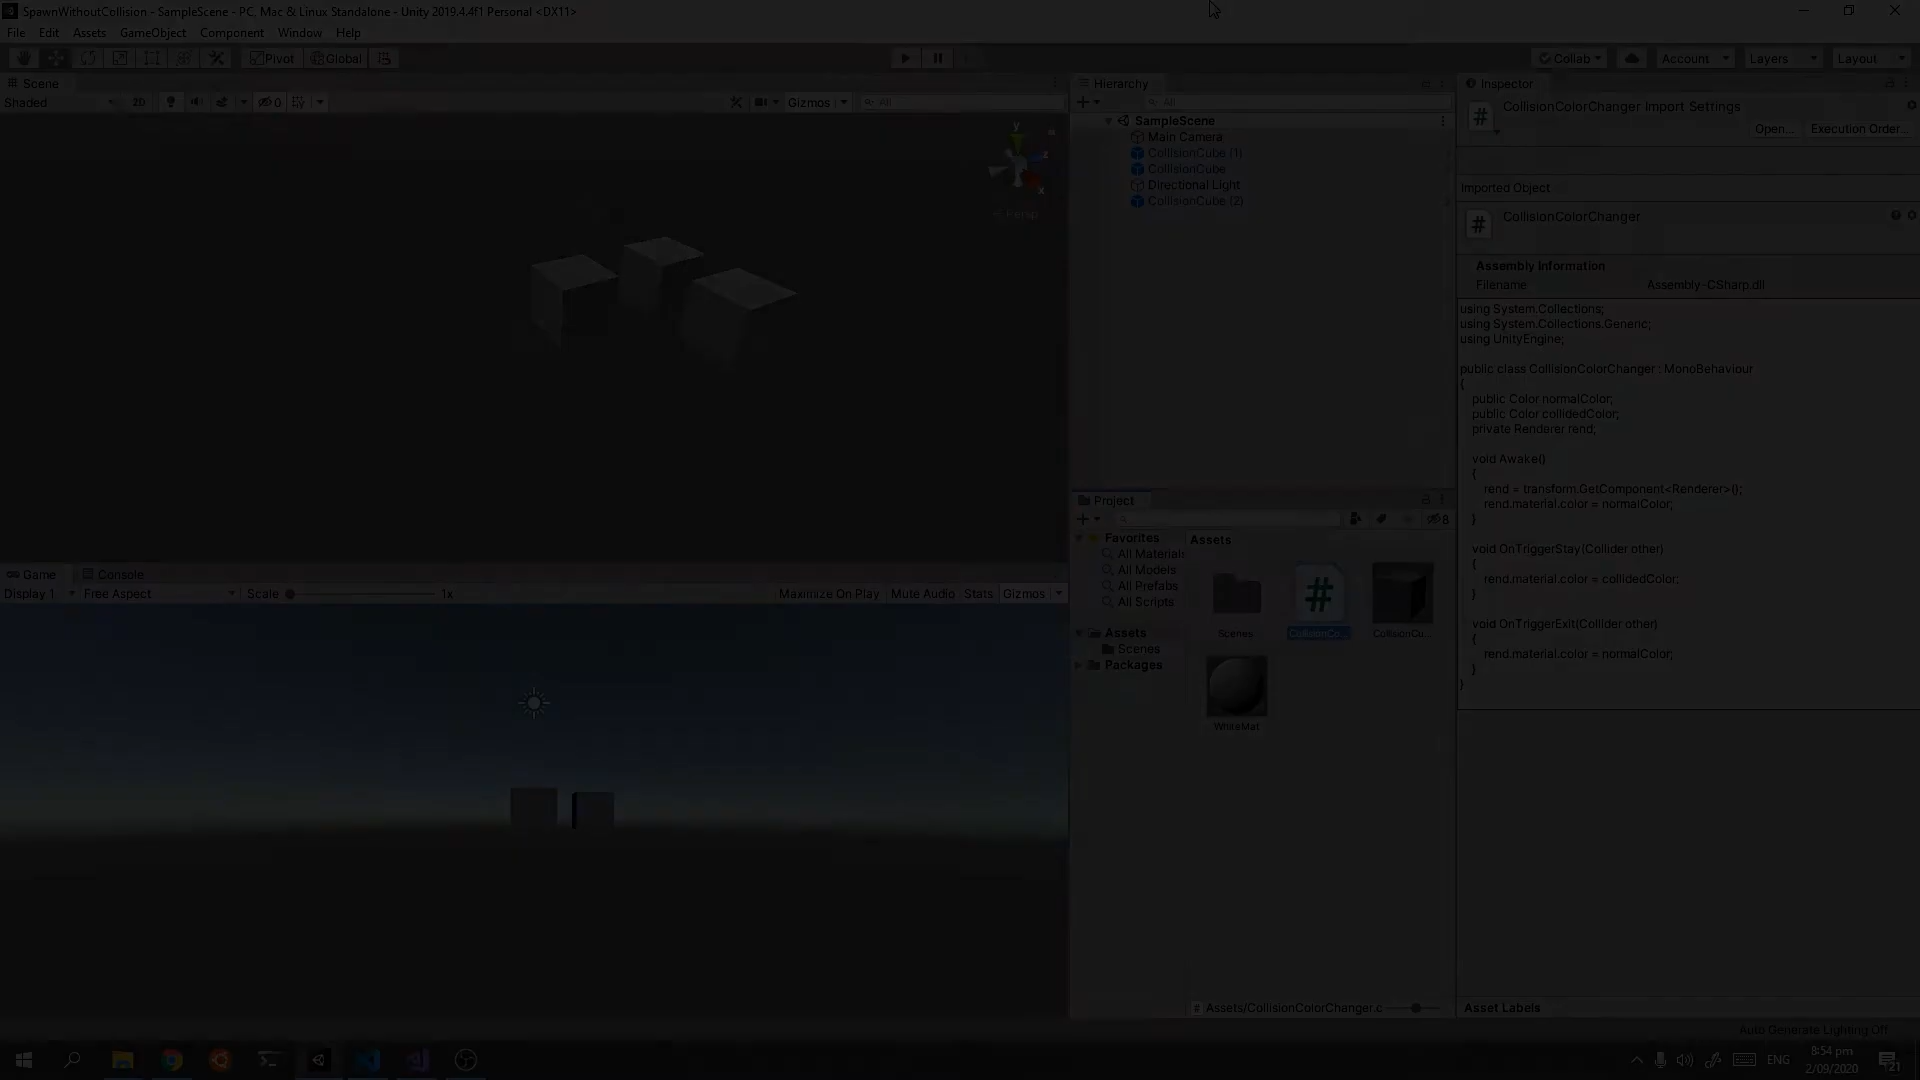 SpawnWithoutCollision - SampleScene - PC, Mac & Linux Standalone - Unity 2019.4.4f1 Personal <DX11>
File Edit Assets GameObject Component Window Help
Pivot Global Collab Account Layers Layout
Scene
Shaded 2D 0 Gizmos All
y
z
x
Persp
Hierarchy
All
SampleScene
Main Camera
CollisionCube (1)
CollisionCube
Directional Light
CollisionCube (2)
Inspector
CollisionColorChanger Import Settings
Open... Execution Order...
Imported Object
CollisionColorChanger
Assembly Information
Filename Assembly-CSharp.dll
using System.Collections;
using System.Collections.Generic;
using UnityEngine;
public class CollisionColorChanger : MonoBehaviour
{
public Color normalColor;
public Color collidedColor;
private Renderer rend;
void Awake()
{
rend = transform.GetComponent<Renderer>();
rend.material.color = normalColor;
}
void OnTriggerStay(Collider other)
{
rend.material.color = collidedColor;
}
void OnTriggerExit(Collider other)
{
rend.material.color = normalColor;
}
}
Game Console
Display 1 Free Aspect Scale 1x Maximize On Play Mute Audio Stats Gizmos
Project
8
Favorites
All Materials
All Models
All Prefabs
All Scripts
Assets
Scenes
Packages
Assets
Scenes
CollisionCo...
CollisionCu...
WhiteMat
Assets/CollisionColorChanger.c
Asset Labels
Auto Generate Lighting Off
ENG
8:54 pm
2/09/2020
21